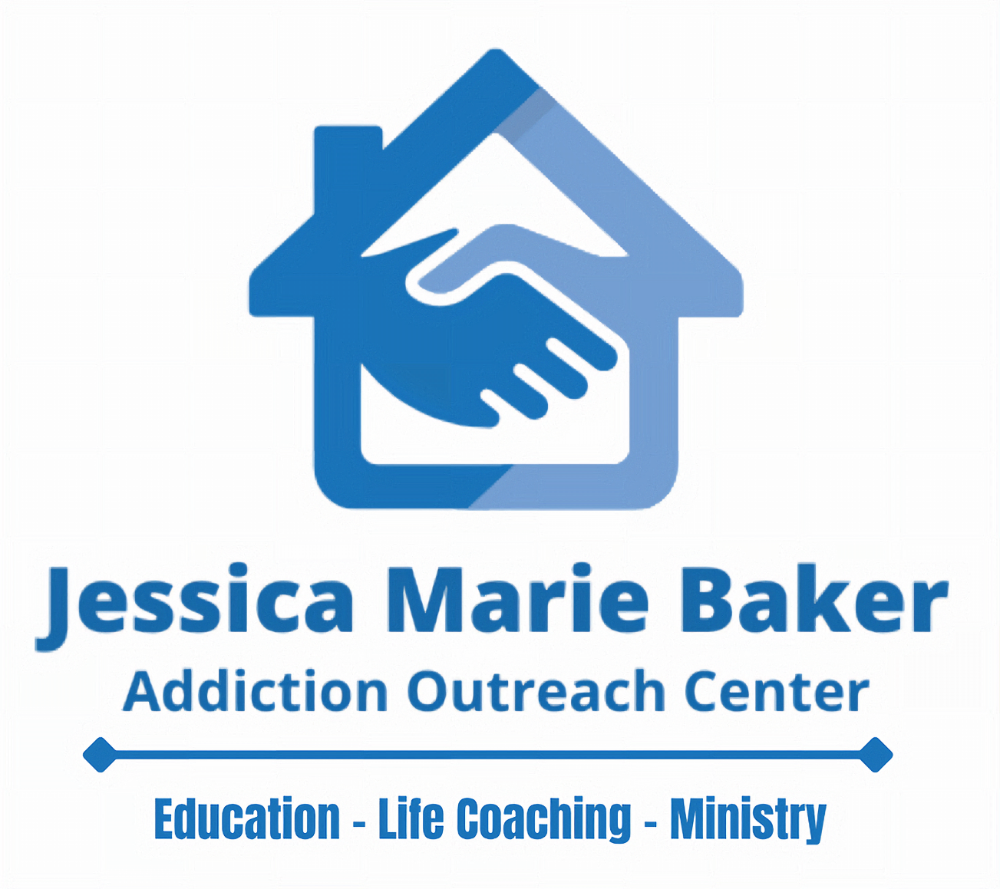 Jessica Marie Baker
Addiction Outreach Center
Education - Life Coaching - Ministry